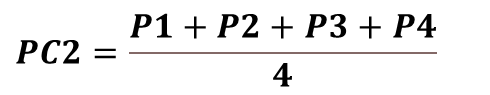 PC2 = (P1 + P2 + P3 + P4) / 4